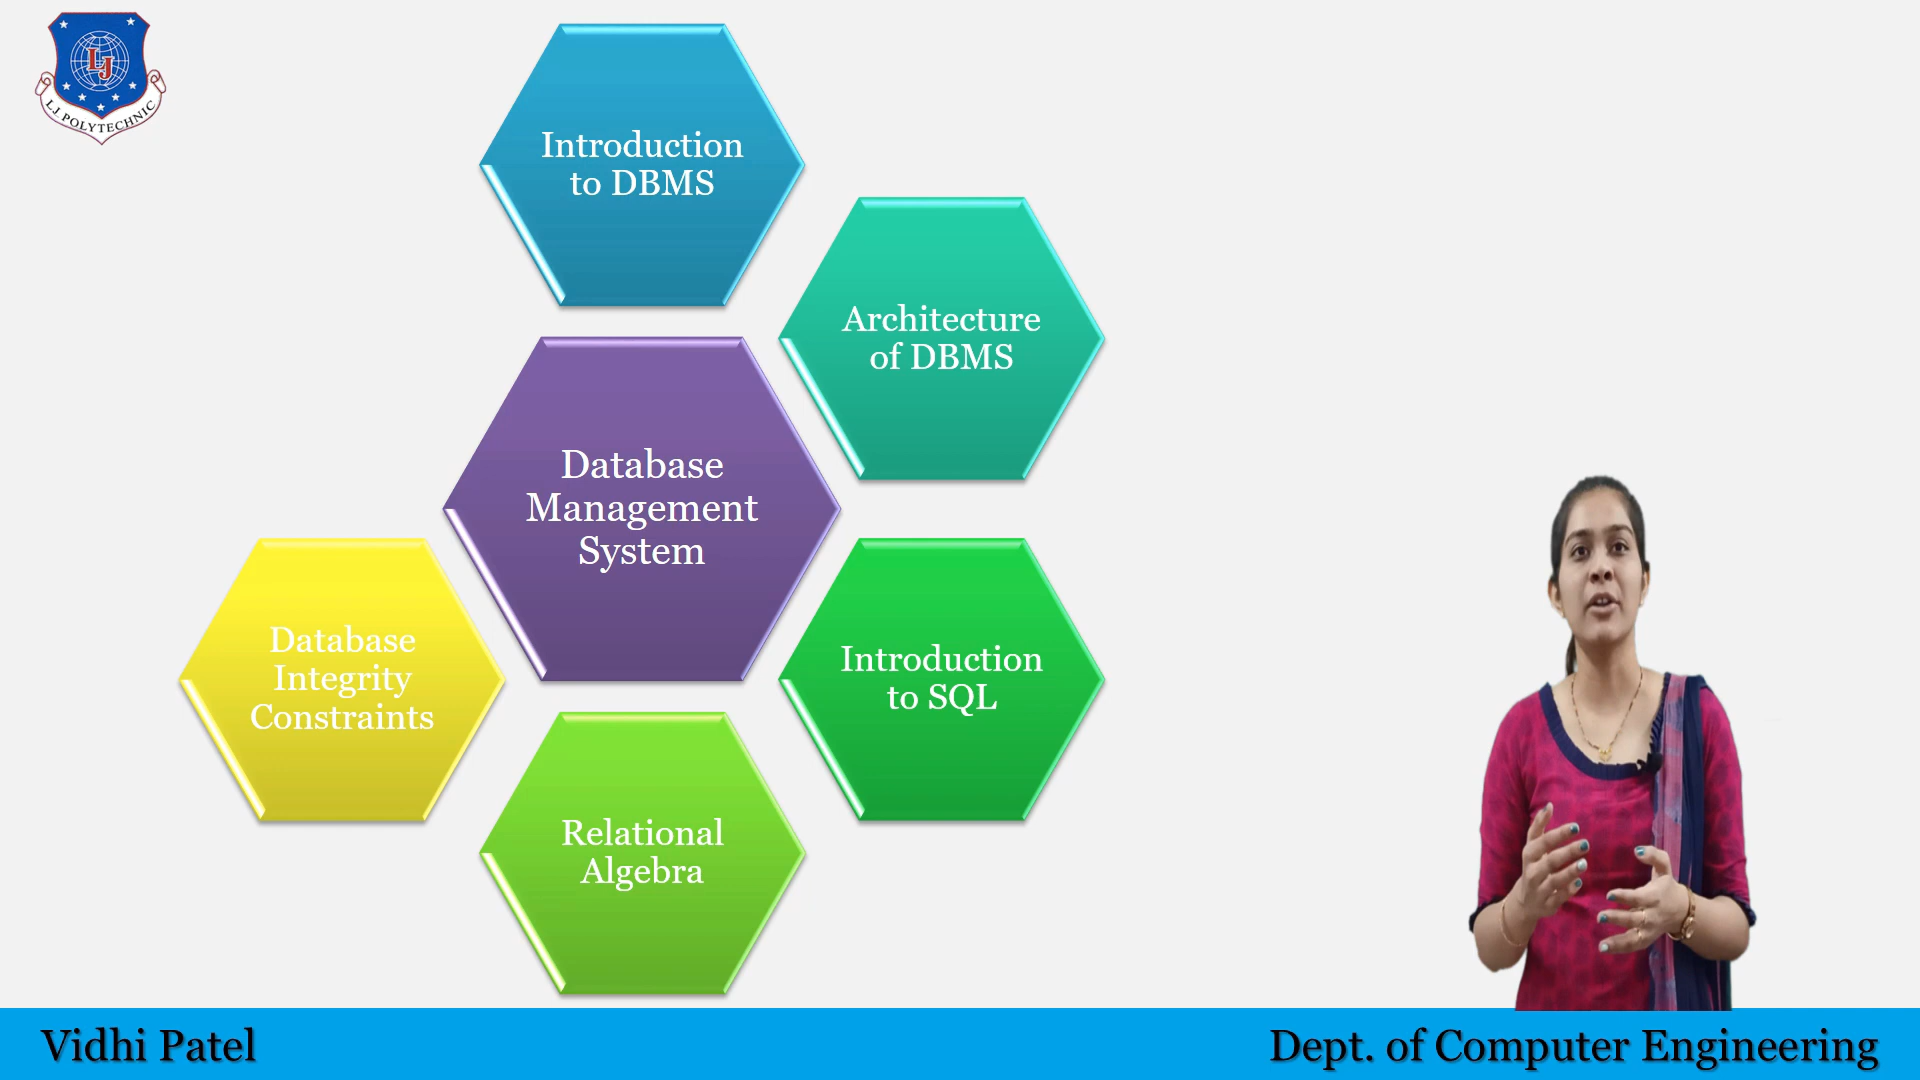 LJ
L.J. POLYTECHNIC
Introduction
to DBMS
Architecture
of DBMS
Database
Management
System
Database
Integrity
Constraints
Introduction
to SQL
Relational
Algebra
Vidhi Patel
Dept. of Computer Engineering